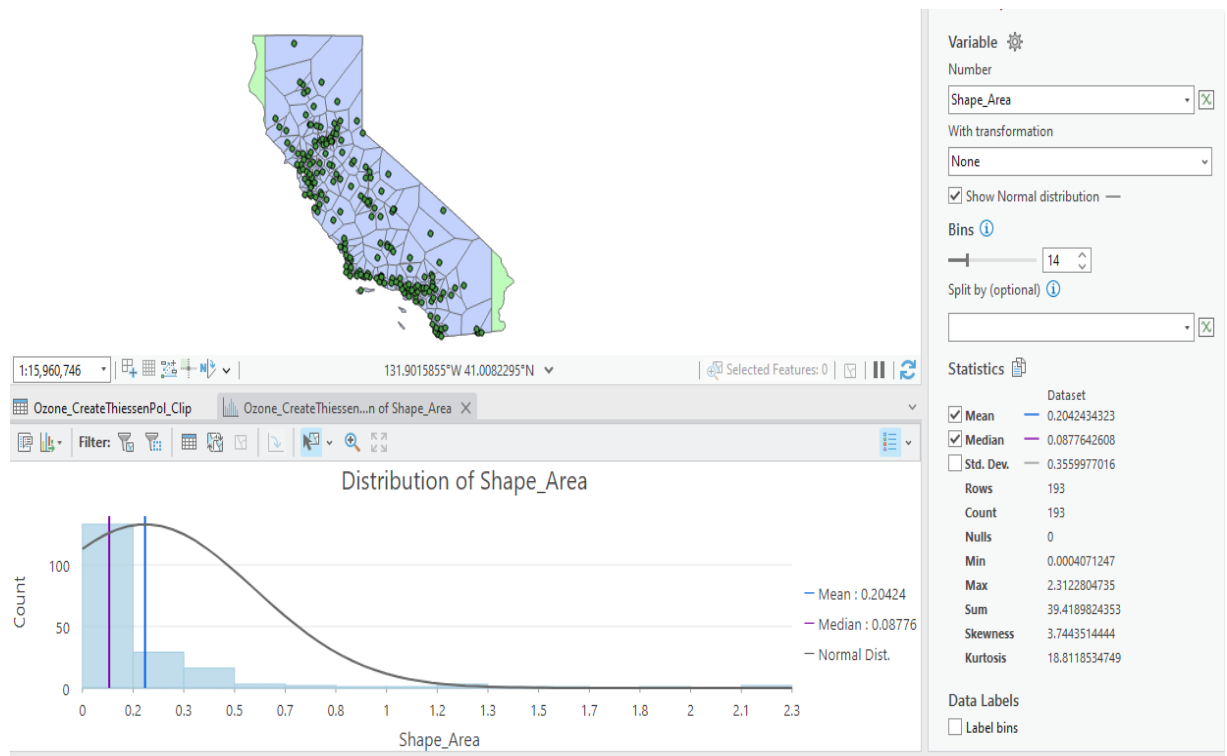 Variable
Number
Shape_Area
With transformation
None
Show Normal distribution
Bins
14
Split by (optional)
Statistics
Dataset
Mean 0.2042434323
Median 0.0877642608
Std. Dev. 0.3559977016
Rows 193
Count 193
Nulls 0
Min 0.0004071247
Max 2.3122804735
Sum 39.4189824353
Skewness 3.7443514444
Kurtosis 18.8118534749
Data Labels
Label bins
1:15,960,746
N
131.9015855°W 41.0082295°N
Selected Features: 0
Ozone_CreateThiessenPol_Clip
Ozone_CreateThiessen...n of Shape_Area
Filter:
Distribution of Shape_Area
Count
100
50
0
0 0.2 0.3 0.5 0.7 0.8 1 1.2 1.3 1.5 1.7 1.8 2 2.1 2.3
Shape_Area
Mean : 0.20424
Median : 0.08776
Normal Dist.